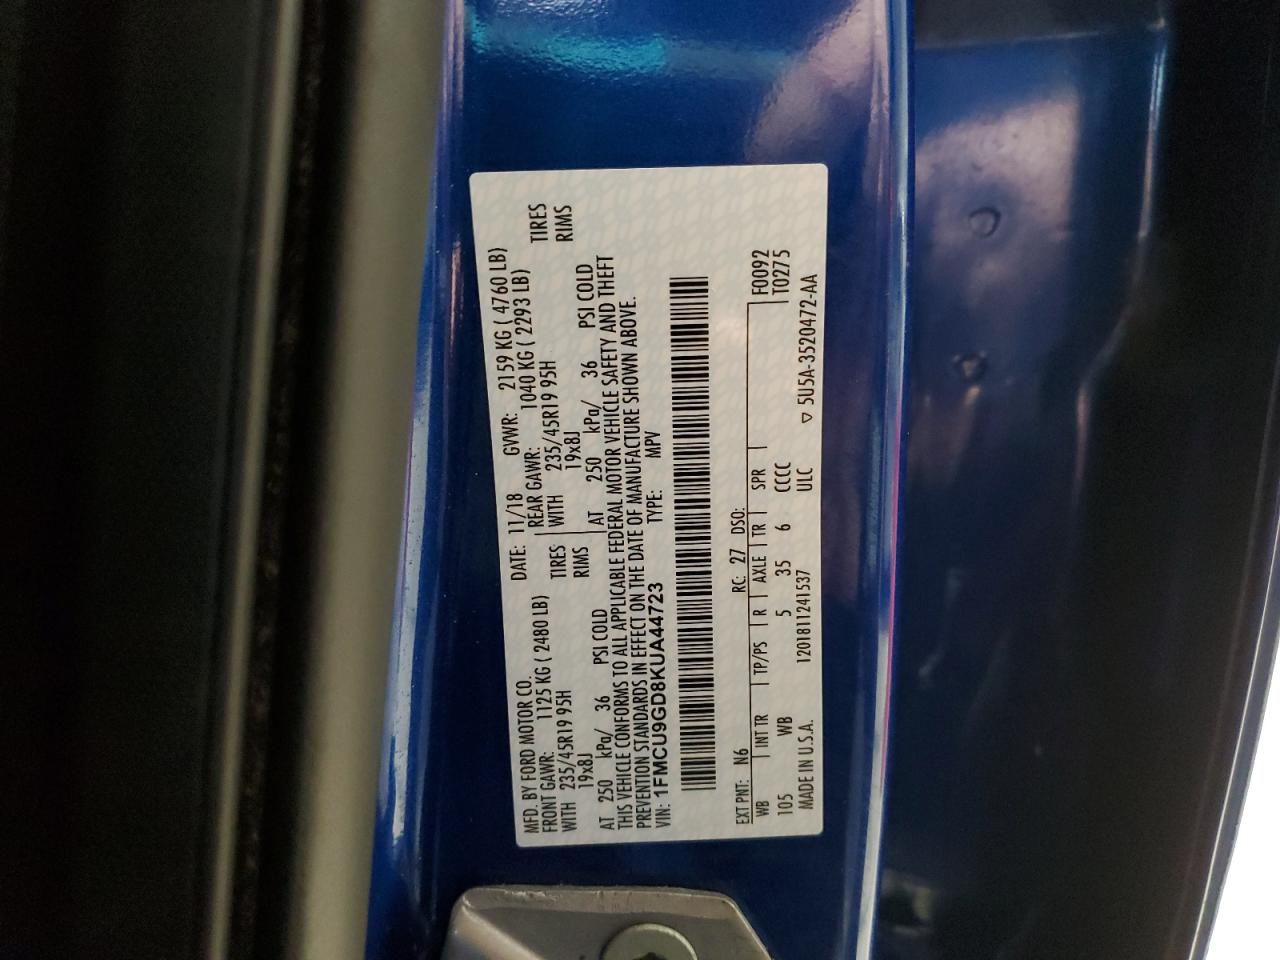 MFD. BY FORD MOTOR CO.
DATE: 11/18 GVWR: 2159 KG ( 4760 LB)
FRONT GAWR: 1125 KG ( 2480 LB) REAR GAWR: 1040 KG ( 2293 LB)
WITH 235/45R19 95H TIRES WITH 235/45R19 95H TIRES
19x8J RIMS 19x8J RIMS
AT 250 kPa/ 36 PSI COLD AT 250 kPa/ 36 PSI COLD
THIS VEHICLE CONFORMS TO ALL APPLICABLE FEDERAL MOTOR VEHICLE SAFETY AND THEFT
PREVENTION STANDARDS IN EFFECT ON THE DATE OF MANUFACTURE SHOWN ABOVE.
VIN: 1FMCU9GD8KUA44723 TYPE: MPV
EXT PNT: N6 RC: 27 DSO: F0092
WB INT TR TP/PS R AXLE TR SPR T0275
105 WB 5 35 6 CCCC
MADE IN U.S.A. 120181124​1537 ULC ▽ 5U5A-3520472-AA